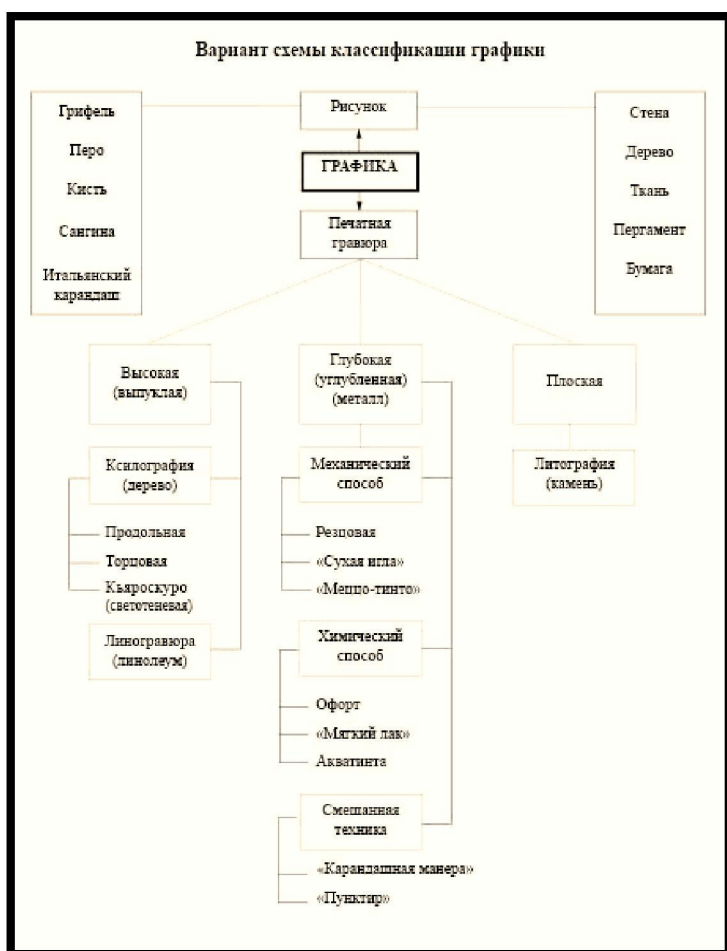 Вариант схемы классификации графики
Грифель
Перо
Кисть
Сангина
Итальянский
карандаш
Рисунок
ГРАФИКА
Печатная
гравюра
Стена
Дерево
Ткань
Пергамент
Бумага
Высокая
(выпуклая)
Ксилография
(дерево)
Продольная
Торцовая
Кьяроскуро
(светотеневая)
Линогравюра
(линолеум)
Глубокая
(углубленная)
(металл)
Механический
способ
Резцовая
«Сухая игла»
«Меццо-тинто»
Химический
способ
Офорт
«Мягкий лак»
Акватинта
Смешанная
техника
«Карандашная манера»
«Пунктир»
Плоская
Литография
(камень)